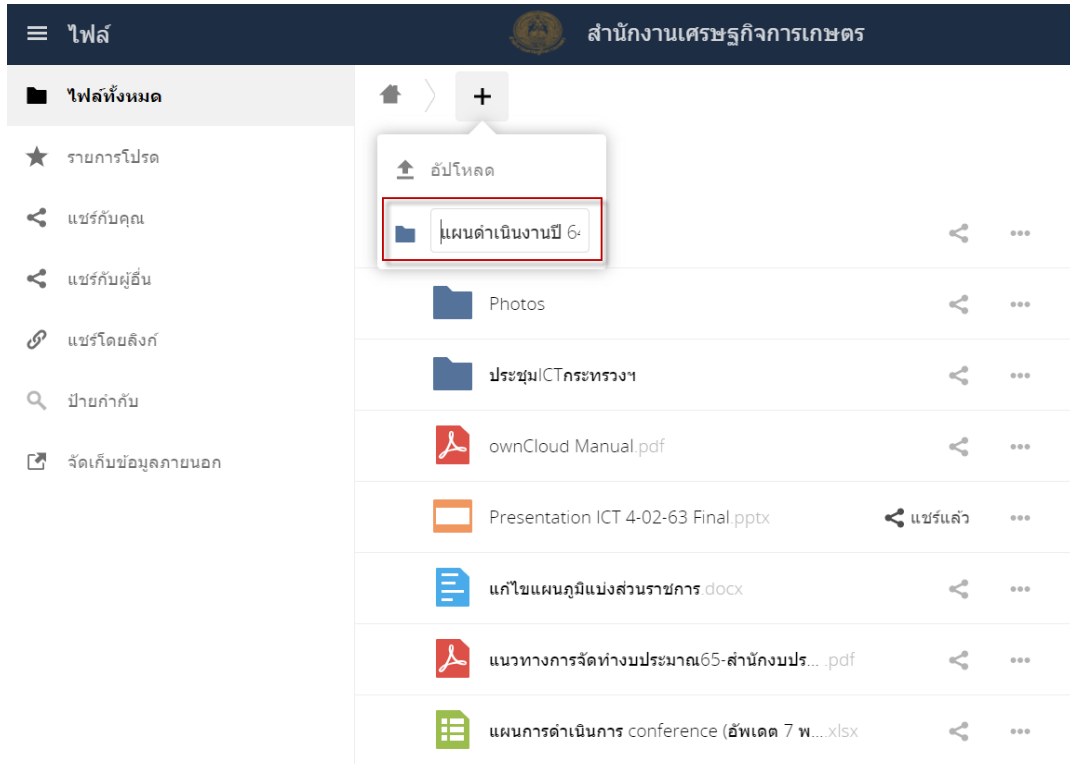 ไฟล์
สำนักงานเศรษฐกิจการเกษตร
ไฟล์ทั้งหมด
รายการโปรด
แชร์กับคุณ
แชร์กับผู้อื่น
แชร์โดยลิงก์
ป้ายกำกับ
จัดเก็บข้อมูลภายนอก
+
อัปโหลด
แผนดำเนินงานปี 64
Photos
ประชุมICTกระทรวงฯ
ownCloud Manual.pdf
Presentation ICT 4-02-63 Final.pptx แชร์แล้ว
แก้ไขแผนภูมิแบ่งส่วนราชการ.docx
แนวทางการจัดทำงบประมาณ65-สำนักงบปร... .pdf
แผนการดำเนินการ conference (อัพเดต 7 พ....xlsx